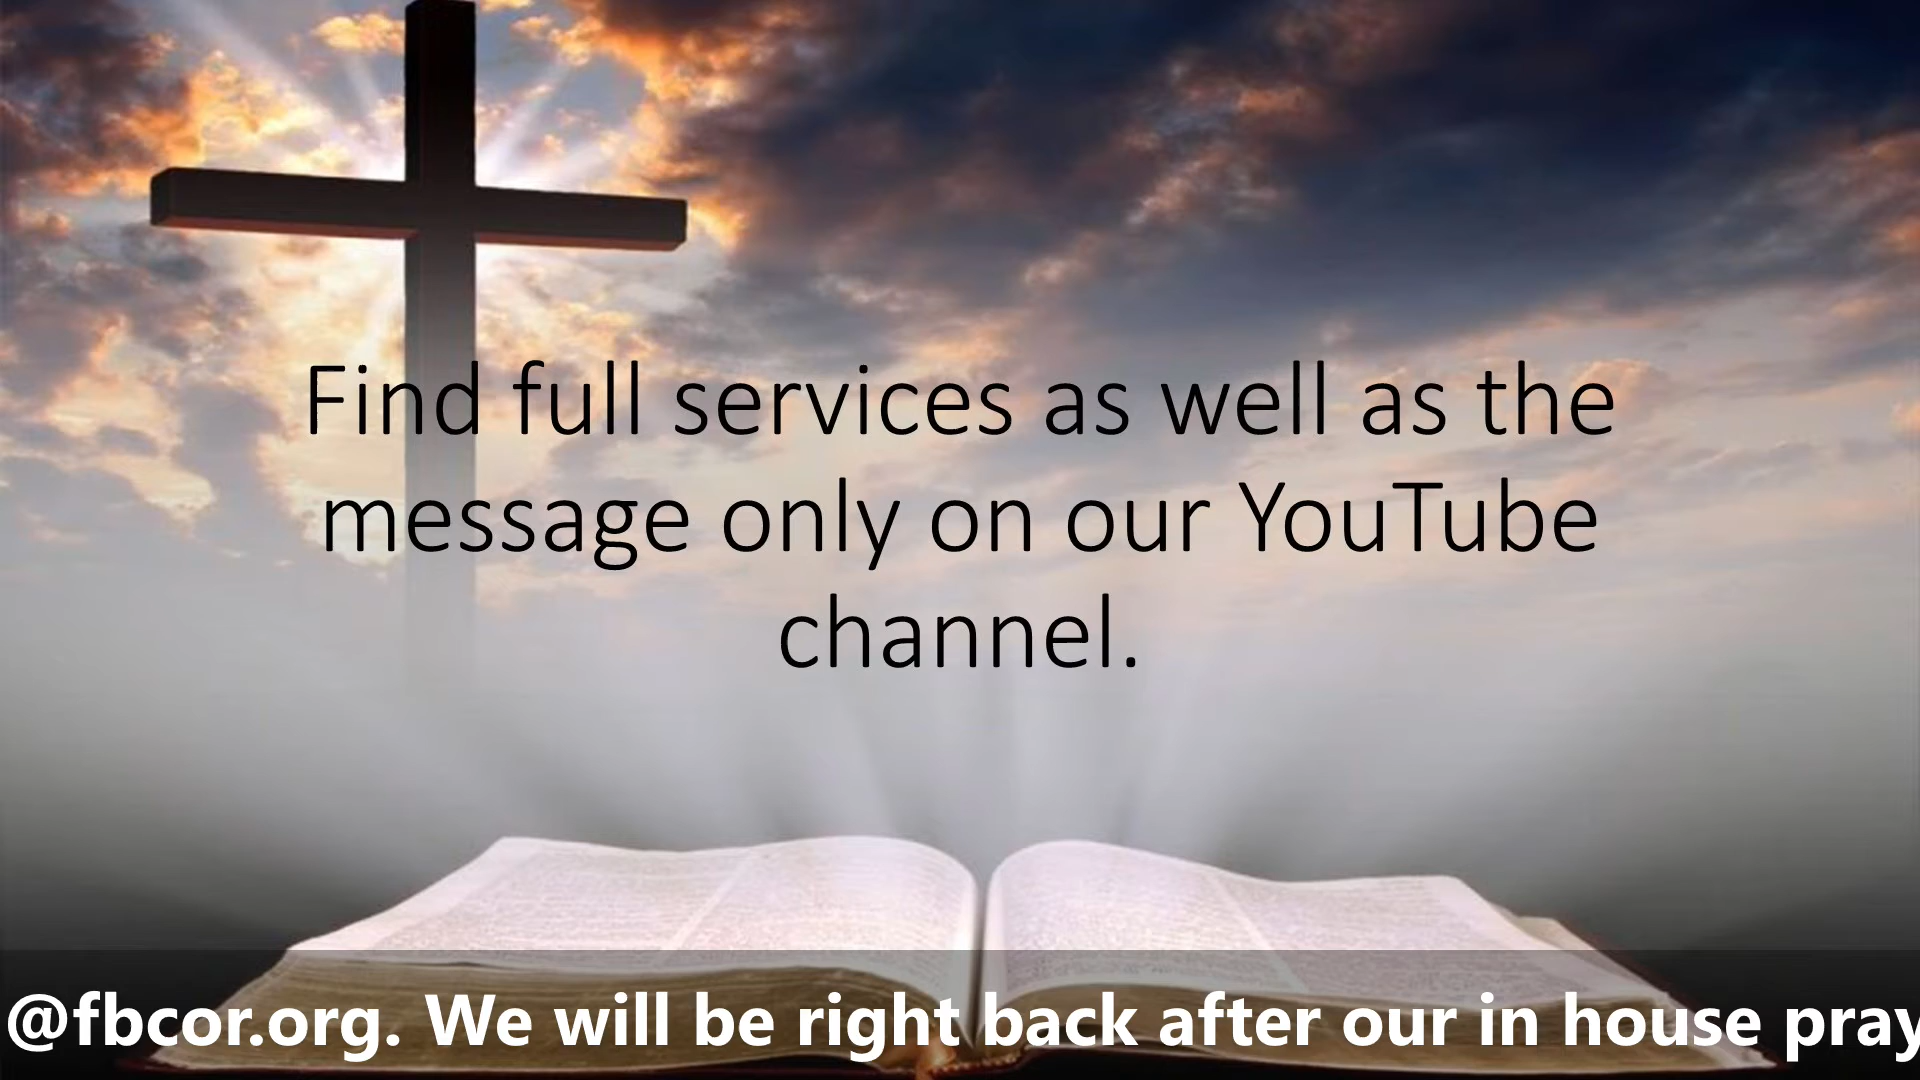 Find full services as well as the
message only on our YouTube
channel.
@fbcor.org. We will be right back after our in house pray